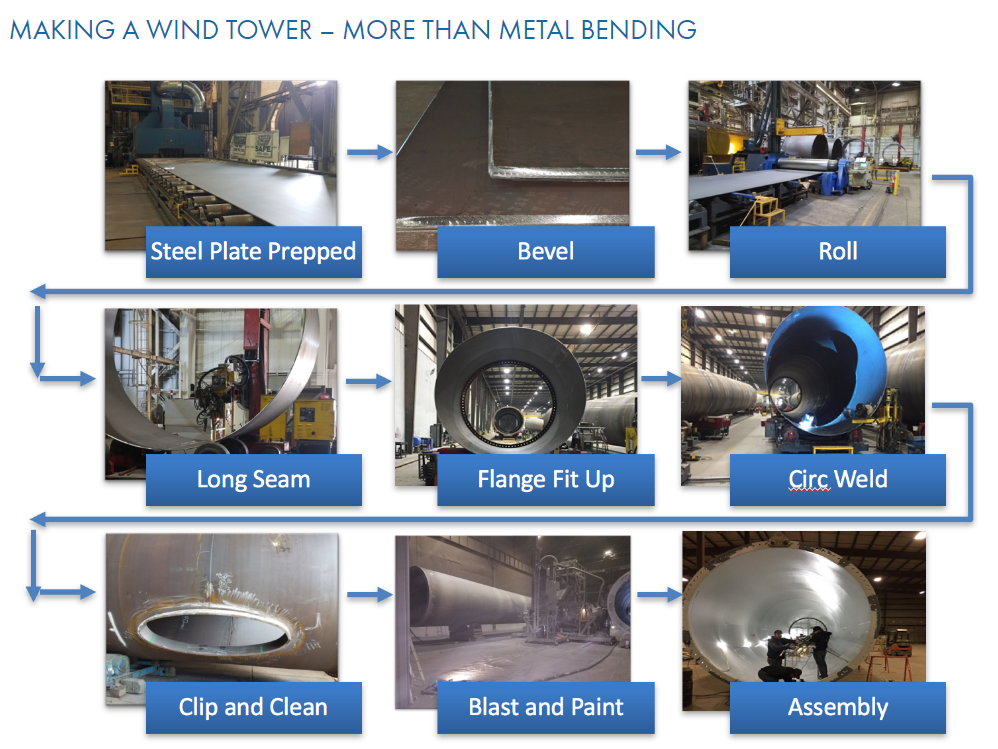 MAKING A WIND TOWER – MORE THAN METAL BENDING
SAFE
Steel Plate Prepped
Bevel
Roll
Long Seam
Flange Fit Up
Circ Weld
Clip and Clean
Blast and Paint
Assembly